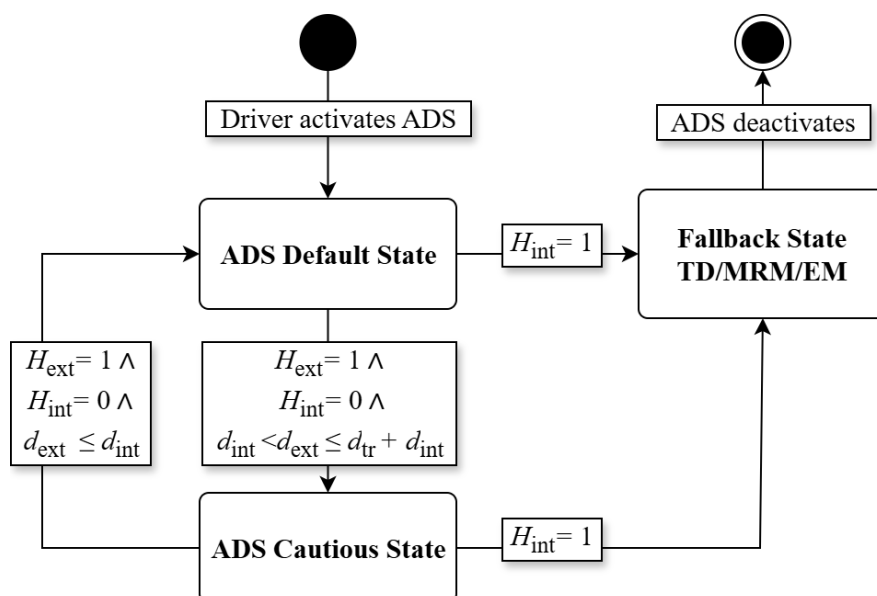 Driver activates ADS
ADS deactivates
ADS Default State
H_int = 1
Fallback State
TD/MRM/EM
H_ext = 1 ∧
H_int = 0 ∧
d_ext ≤ d_int
H_ext = 1 ∧
H_int = 0 ∧
d_int < d_ext ≤ d_tr + d_int
ADS Cautious State
H_int = 1